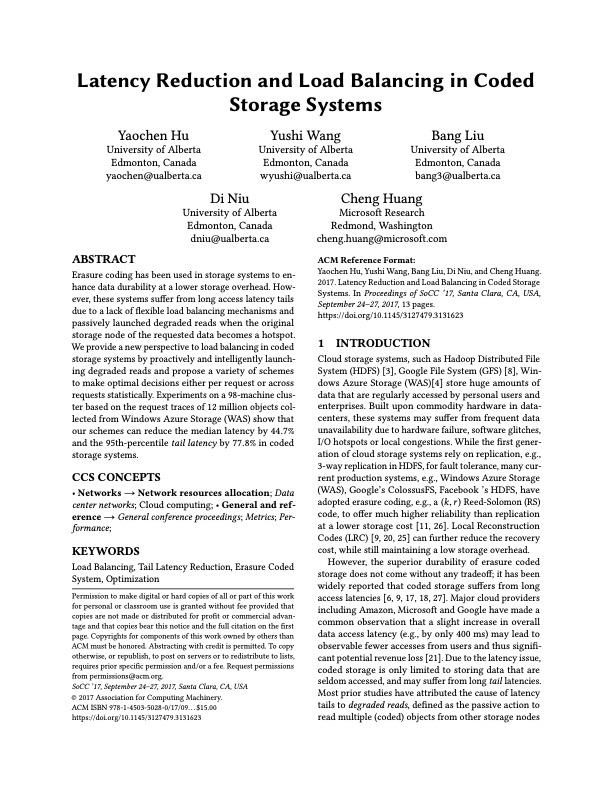 Latency Reduction and Load Balancing in Coded
Storage Systems
Yaochen Hu
University of Alberta
Edmonton, Canada
yaochen@ualberta.ca
Yushi Wang
University of Alberta
Edmonton, Canada
wyushi@ualberta.ca
Bang Liu
University of Alberta
Edmonton, Canada
bang3@ualberta.ca
Di Niu
University of Alberta
Edmonton, Canada
dniu@ualberta.ca
Cheng Huang
Microsoft Research
Redmond, Washington
cheng.huang@microsoft.com
ABSTRACT
Erasure coding has been used in storage systems to en-
hance data durability at a lower storage overhead. How-
ever, these systems suffer from long access latency tails
due to a lack of flexible load balancing mechanisms and
passively launched degraded reads when the original
storage node of the requested data becomes a hotspot.
We provide a new perspective to load balancing in coded
storage systems by proactively and intelligently launch-
ing degraded reads and propose a variety of schemes
to make optimal decisions either per request or across
requests statistically. Experiments on a 98-machine clus-
ter based on the request traces of 12 million objects col-
lected from Windows Azure Storage (WAS) show that
our schemes can reduce the median latency by 44.7%
and the 95th-percentile tail latency by 77.8% in coded
storage systems.
CCS CONCEPTS
• Networks → Network resources allocation; Data
center networks; Cloud computing; • General and ref-
erence → General conference proceedings; Metrics; Per-
formance;
KEYWORDS
Load Balancing, Tail Latency Reduction, Erasure Coded
System, Optimization
Permission to make digital or hard copies of all or part of this work
for personal or classroom use is granted without fee provided that
copies are not made or distributed for profit or commercial advan-
tage and that copies bear this notice and the full citation on the first
page. Copyrights for components of this work owned by others than
ACM must be honored. Abstracting with credit is permitted. To copy
otherwise, or republish, to post on servers or to redistribute to lists,
requires prior specific permission and/or a fee. Request permissions
from permissions@acm.org.
SoCC '17, September 24–27, 2017, Santa Clara, CA, USA
© 2017 Association for Computing Machinery.
ACM ISBN 978-1-4503-5028-0/17/09...$15.00
https://doi.org/10.1145/3127479.3131623
ACM Reference Format:
Yaochen Hu, Yushi Wang, Bang Liu, Di Niu, and Cheng Huang.
2017. Latency Reduction and Load Balancing in Coded Storage
Systems. In Proceedings of SoCC '17, Santa Clara, CA, USA,
September 24–27, 2017, 13 pages.
https://doi.org/10.1145/3127479.3131623
1 INTRODUCTION
Cloud storage systems, such as Hadoop Distributed File
System (HDFS) [3], Google File System (GFS) [8], Win-
dows Azure Storage (WAS)[4] store huge amounts of
data that are regularly accessed by personal users and
enterprises. Built upon commodity hardware in data-
centers, these systems may suffer from frequent data
unavailability due to hardware failure, software glitches,
I/O hotspots or local congestions. While the first gener-
ation of cloud storage systems rely on replication, e.g.,
3-way replication in HDFS, for fault tolerance, many cur-
rent production systems, e.g., Windows Azure Storage
(WAS), Google's ColossusFS, Facebook 's HDFS, have
adopted erasure coding, e.g., a (k, r) Reed-Solomon (RS)
code, to offer much higher reliability than replication
at a lower storage cost [11, 26]. Local Reconstruction
Codes (LRC) [9, 20, 25] can further reduce the recovery
cost, while still maintaining a low storage overhead.
However, the superior durability of erasure coded
storage does not come without any tradeoff; it has been
widely reported that coded storage suffers from long
access latencies [6, 9, 17, 18, 27]. Major cloud providers
including Amazon, Microsoft and Google have made a
common observation that a slight increase in overall
data access latency (e.g., by only 400 ms) may lead to
observable fewer accesses from users and thus signifi-
cant potential revenue loss [21]. Due to the latency issue,
coded storage is only limited to storing data that are
seldom accessed, and may suffer from long tail latencies.
Most prior studies have attributed the cause of latency
tails to degraded reads, defined as the passive action to
read multiple (coded) objects from other storage nodes